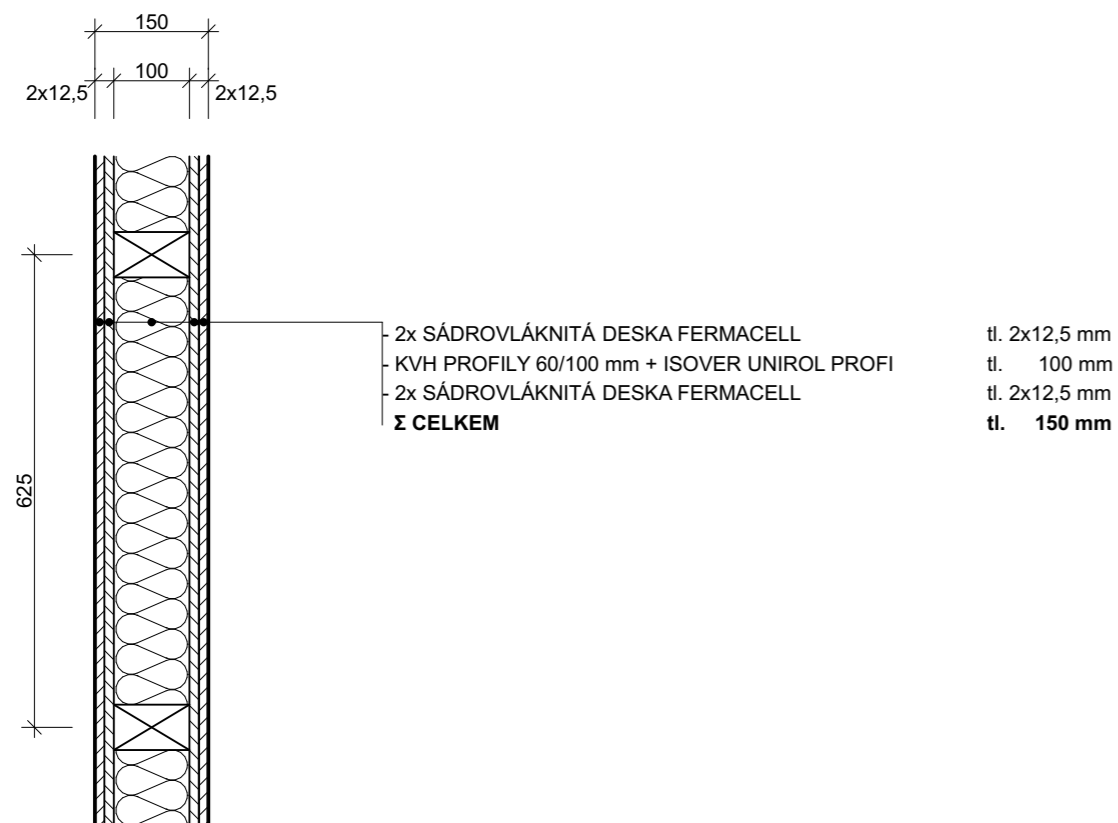 150
100
2x12,5 2x12,5
- 2x SÁDROVLÁKNITÁ DESKA FERMACELL tl. 2x12,5 mm
- KVH PROFILY 60/100 mm + ISOVER UNIROL PROFI tl. 100 mm
- 2x SÁDROVLÁKNITÁ DESKA FERMACELL tl. 2x12,5 mm
Σ CELKEM tl. 150 mm
625